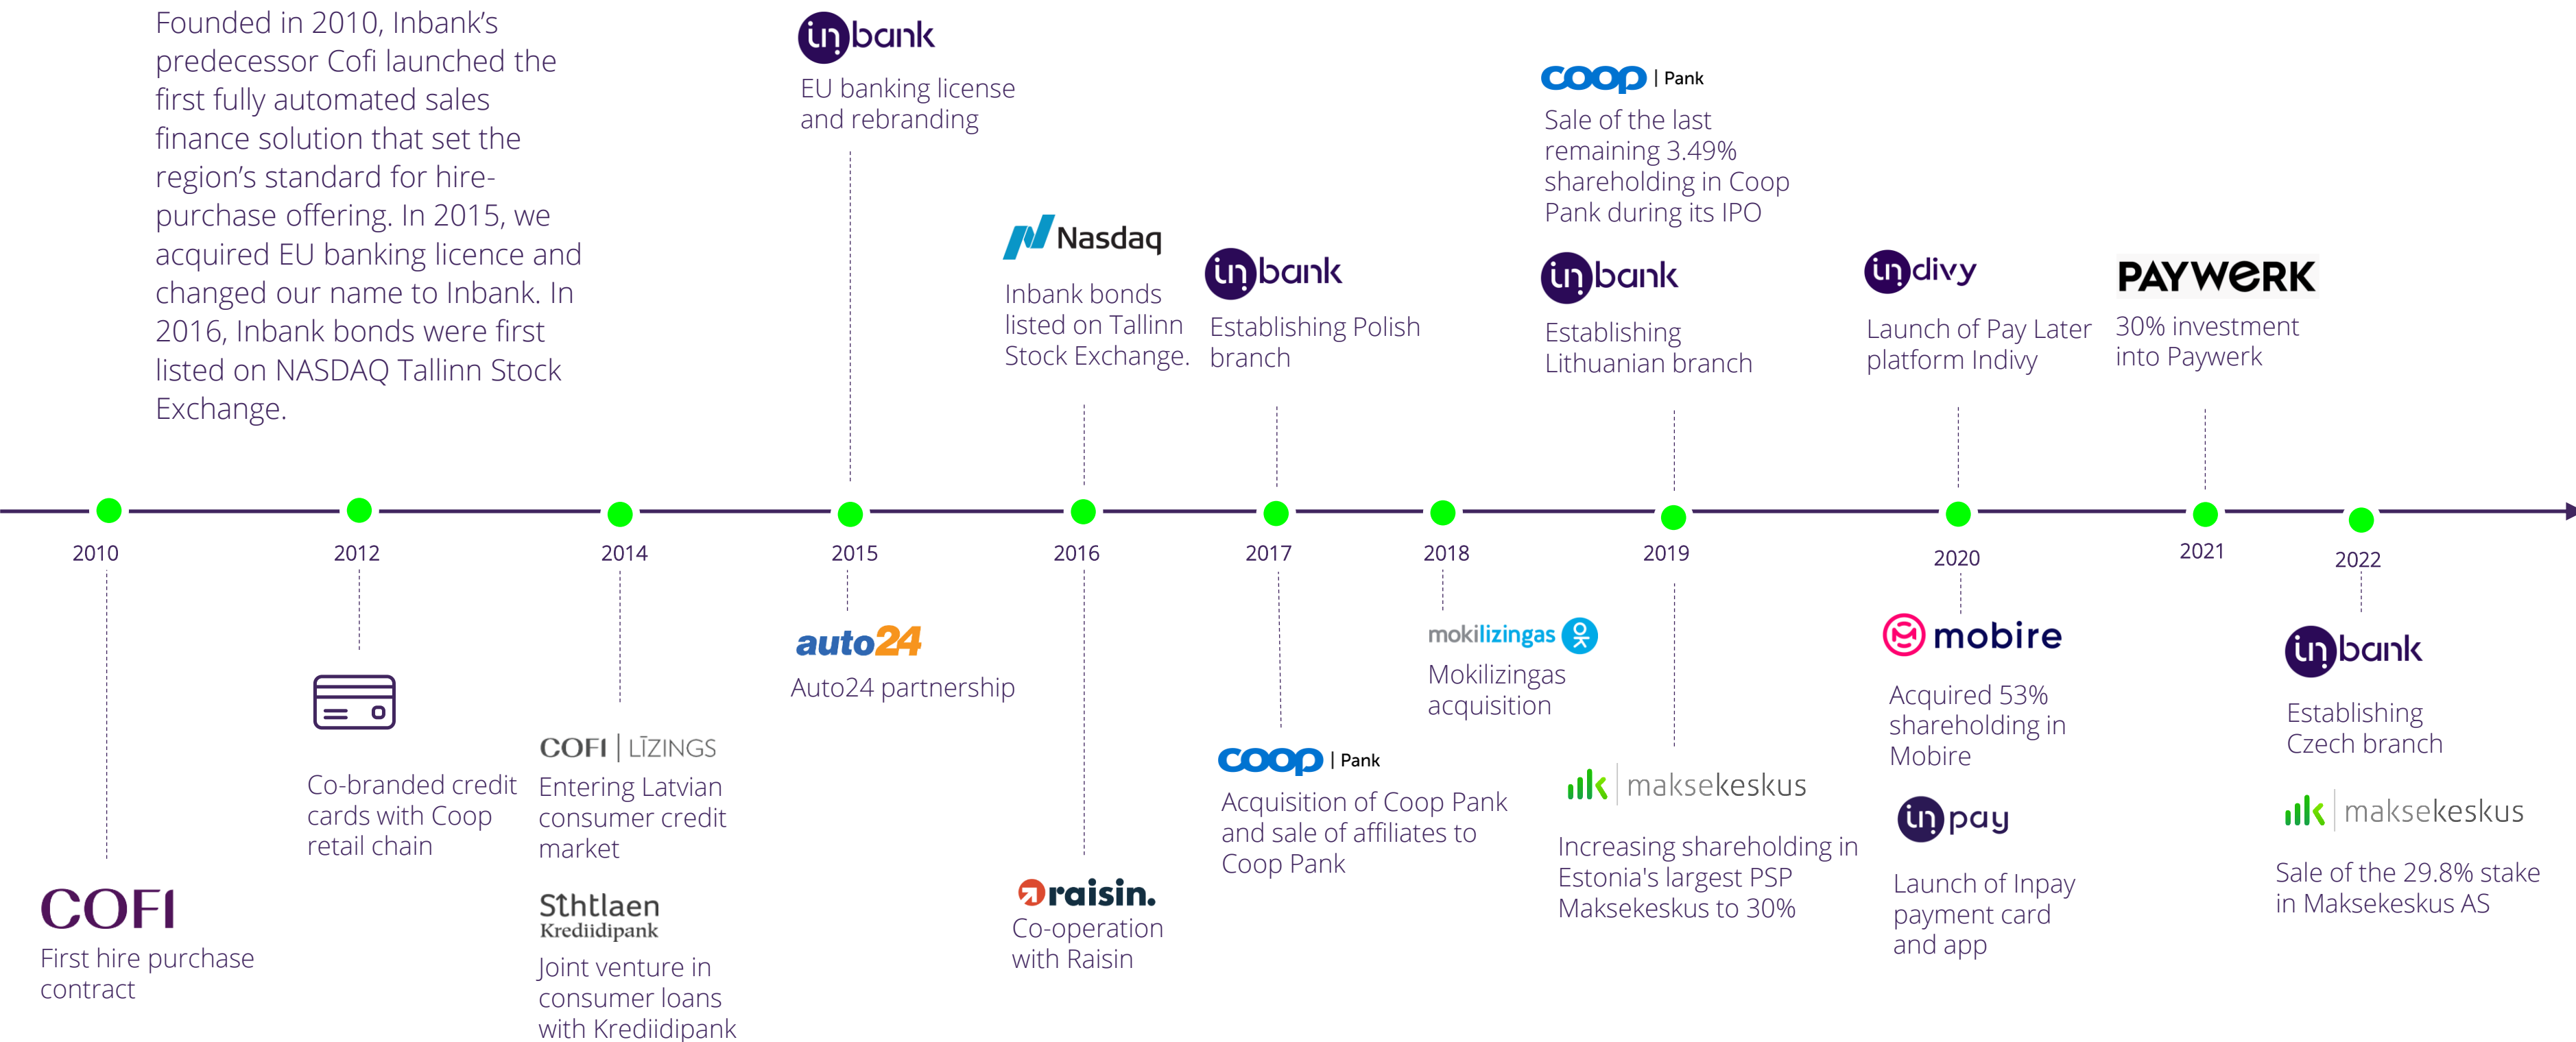 Founded in 2010, Inbank’s
predecessor Cofi launched the
first fully automated sales
finance solution that set the
region’s standard for hire-
purchase offering. In 2015, we
acquired EU banking licence and
changed our name to Inbank. In
2016, Inbank bonds were first
listed on NASDAQ Tallinn Stock
Exchange.
inbank
EU banking license
and rebranding
Nasdaq
Inbank bonds
listed on Tallinn
Stock Exchange.
inbank
Establishing Polish
branch
coop | Pank
Sale of the last
remaining 3.49%
shareholding in Coop
Pank during its IPO
inbank
Establishing
Lithuanian branch
indivy
Launch of Pay Later
platform Indivy
PAYWERK
30% investment
into Paywerk
2010
2012
2014
2015
2016
2017
2018
2019
2020
2021
2022
COFI
First hire purchase
contract
Co-branded credit
cards with Coop
retail chain
COFI | LĪZINGS
Entering Latvian
consumer credit
market
Sthtlaen
Krediidipank
Joint venture in
consumer loans
with Krediidipank
auto24
Auto24 partnership
raisin.
Co-operation
with Raisin
coop | Pank
Acquisition of Coop Pank
and sale of affiliates to
Coop Pank
mokilizingas
Mokilizingas
acquisition
maksekeskus
Increasing shareholding in
Estonia's largest PSP
Maksekeskus to 30%
mobire
Acquired 53%
shareholding in
Mobire
inpay
Launch of Inpay
payment card
and app
inbank
Establishing
Czech branch
maksekeskus
Sale of the 29.8% stake
in Maksekeskus AS